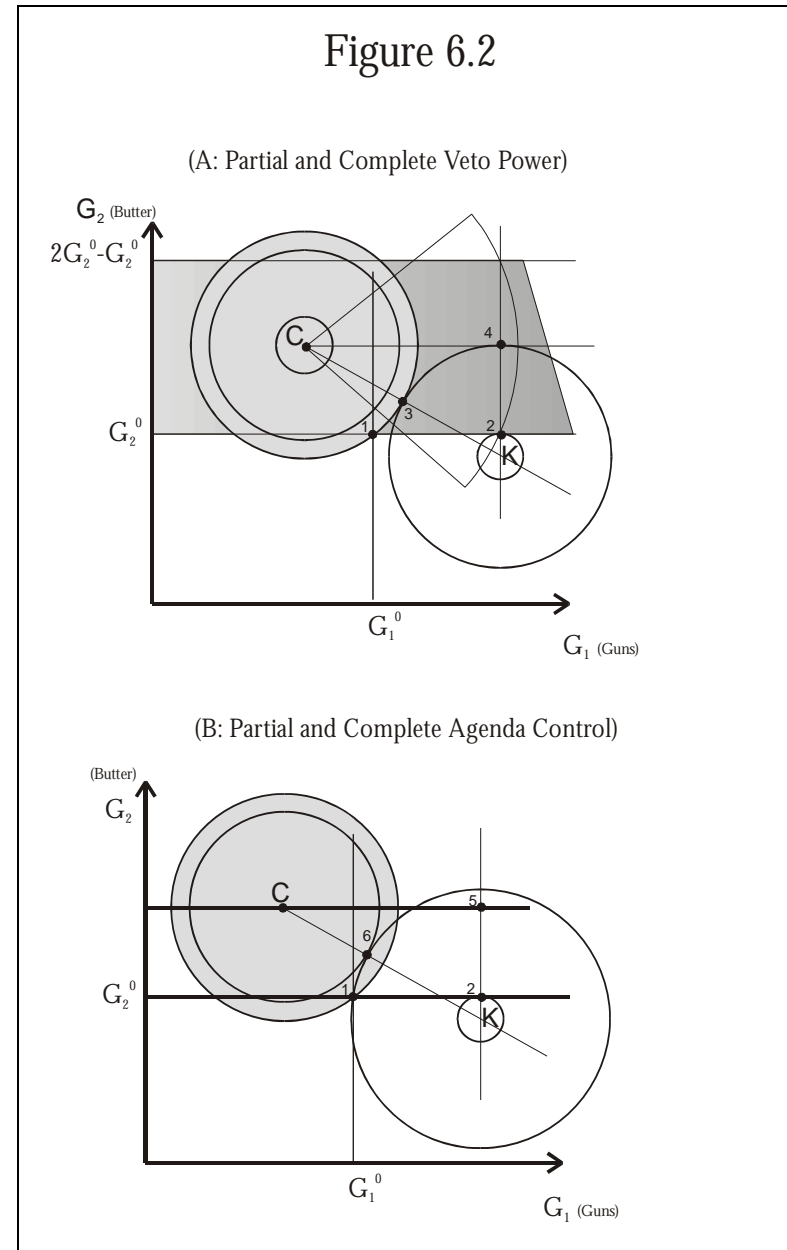 Figure 6.2
(A: Partial and Complete Veto Power)
G₂ (Butter)
2G₂⁰-G₂⁰
C
4
3
G₂⁰
1
2
K
G₁⁰
G₁ (Guns)
(B: Partial and Complete Agenda Control)
(Butter)
G₂
C
5
6
G₂⁰
1
2
K
G₁⁰
G₁ (Guns)